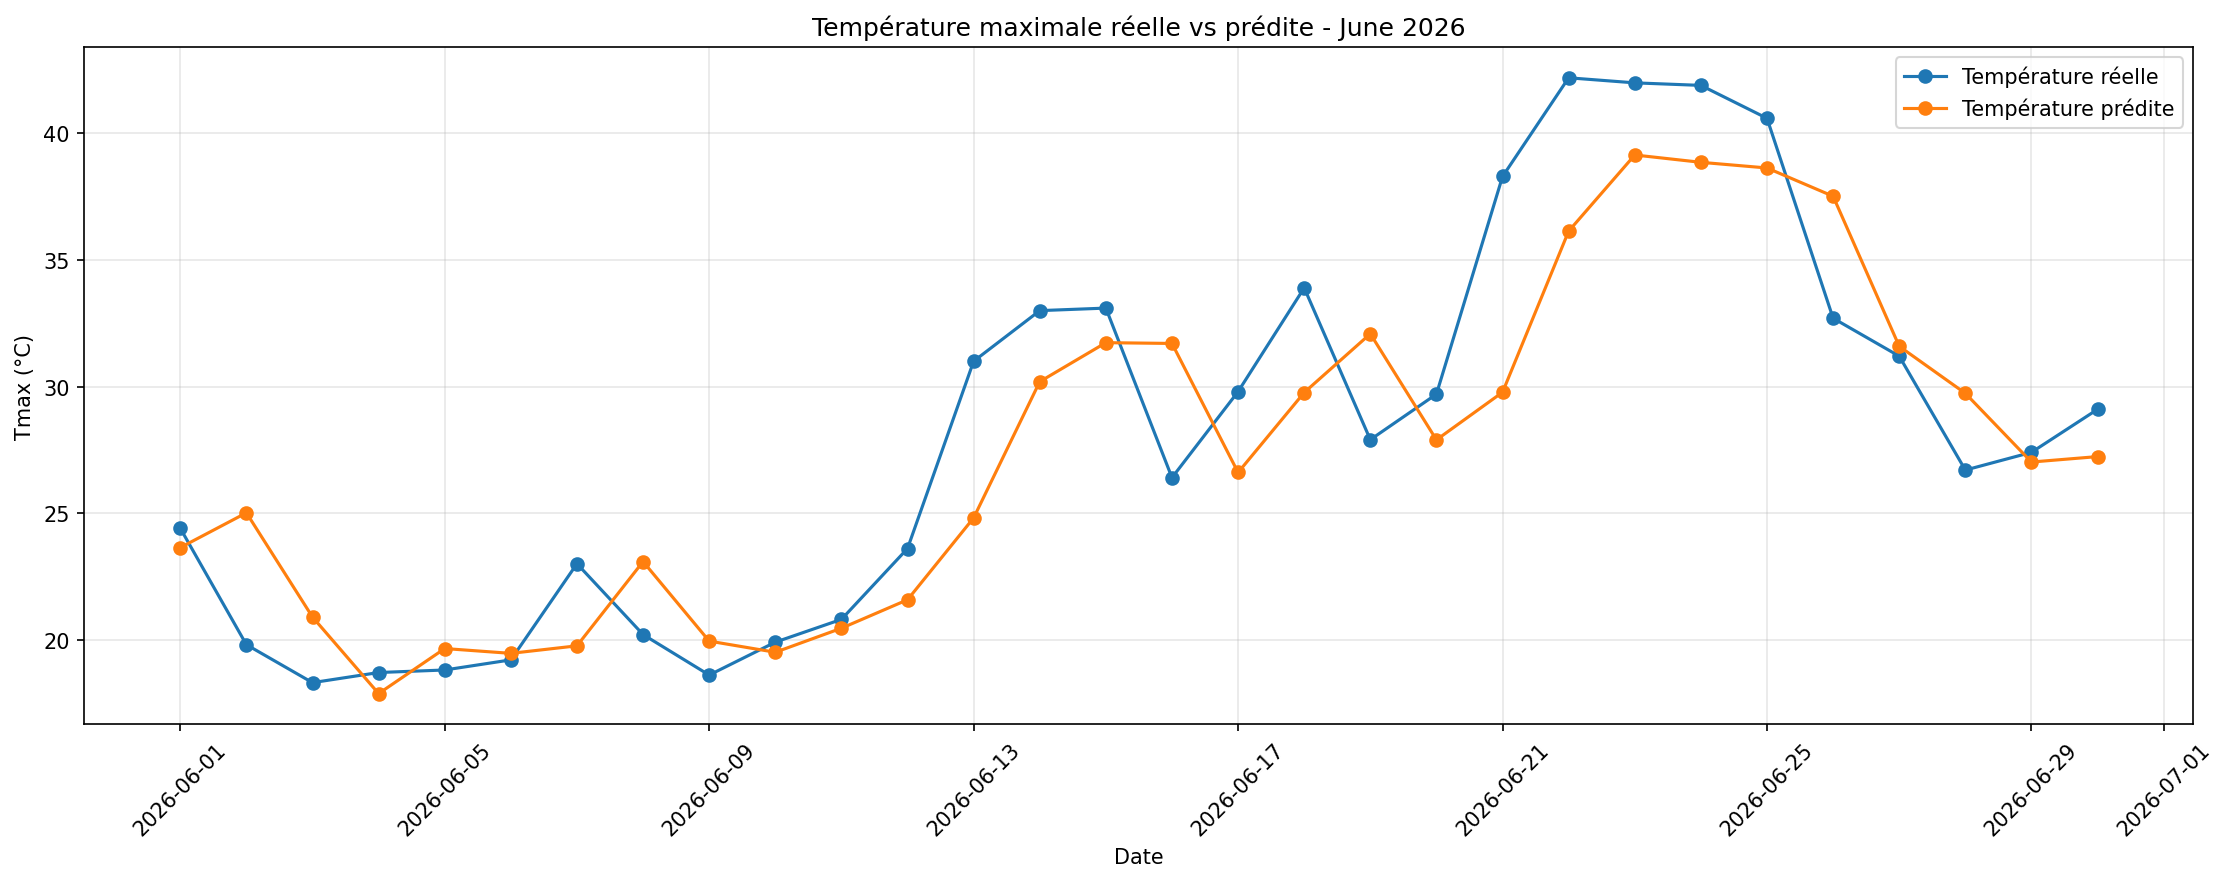 Température maximale réelle vs prédite - June 2026
Température réelle
Température prédite
Tmax (°C)
40
35
30
25
20
2026-06-01
2026-06-05
2026-06-09
2026-06-13
2026-06-17
2026-06-21
2026-06-25
2026-06-29
2026-07-01
Date